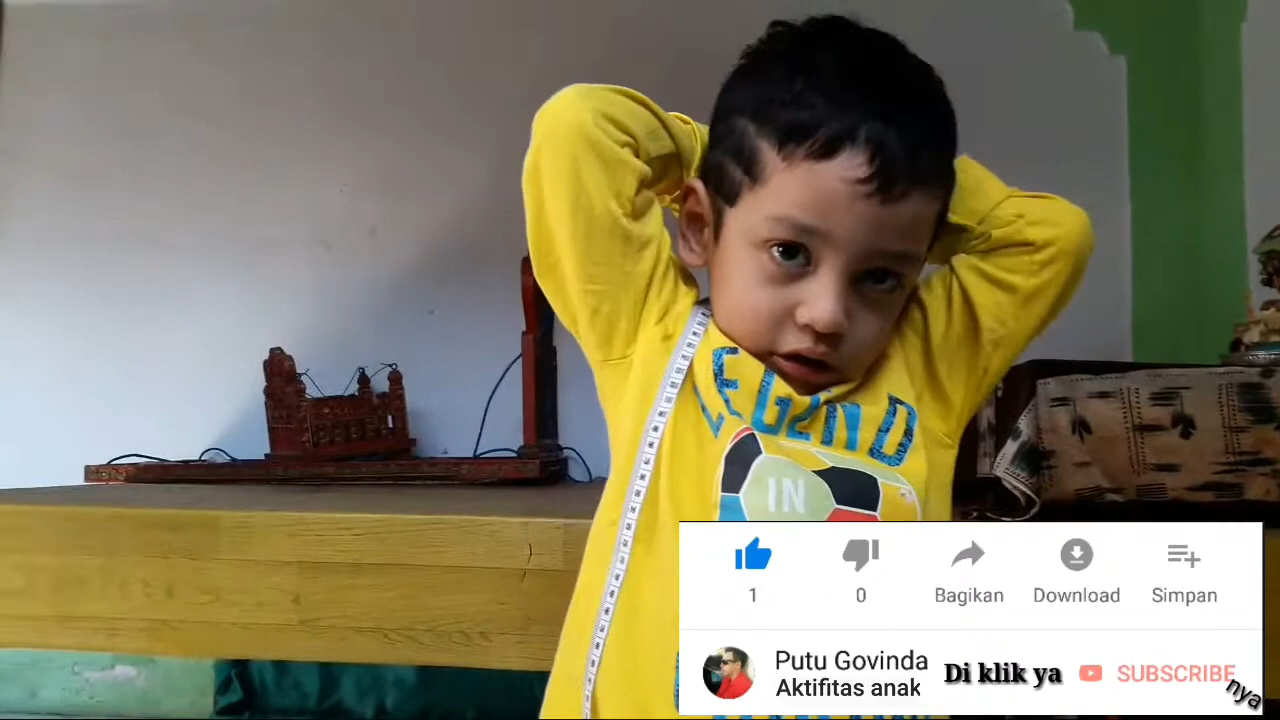 LEGEND
IN
1
0
Bagikan
Download
Simpan
Putu Govinda
Aktifitas anak
Di klik ya
SUBSCRIBE
nya